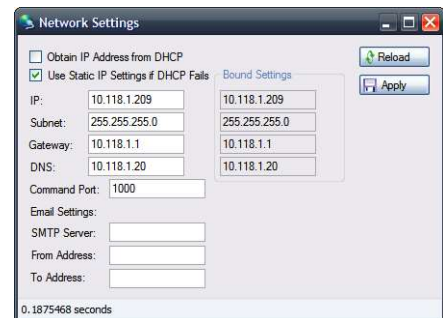 Network Settings
Obtain IP Address from DHCP
Reload
Use Static IP Settings if DHCP Fails
Bound Settings
Apply
IP: 10.118.1.209 10.118.1.209
Subnet: 255.255.255.0 255.255.255.0
Gateway: 10.118.1.1 10.118.1.1
DNS: 10.118.1.20 10.118.1.20
Command Port: 1000
Email Settings:
SMTP Server:
From Address:
To Address:
0.1875468 seconds